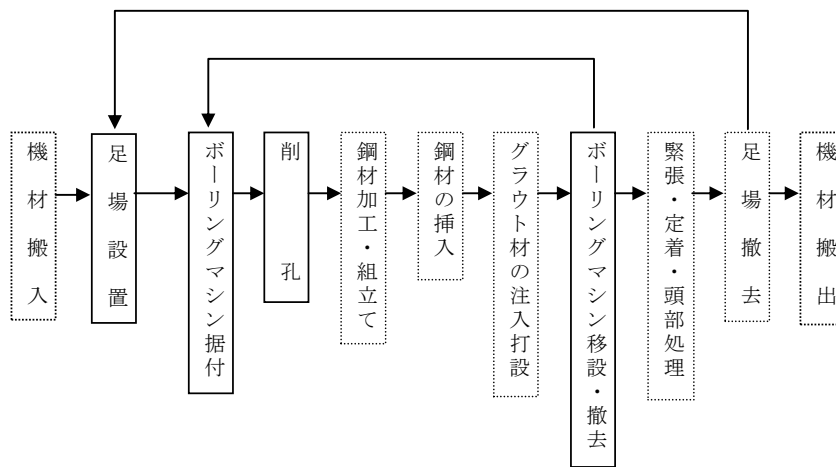 機材搬入
足場設置
ボーリングマシン据付
削孔
鋼材加工・組立て
鋼材の挿入
グラウト材の注入打設
ボーリングマシン移設・撤去
緊張・定着・頭部処理
足場撤去
機材搬出